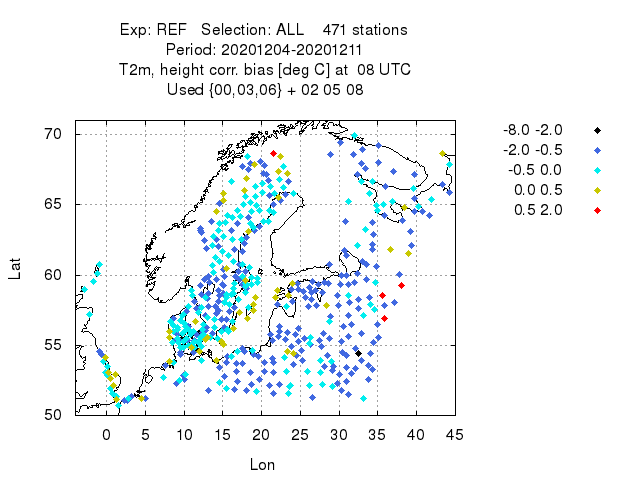 Exp: REF   Selection: ALL    471 stations
Period: 20201204-20201211
T2m, height corr. bias [deg C] at  08 UTC
Used {00,03,06} + 02 05 08
-8.0 -2.0
-2.0 -0.5
-0.5 0.0
0.0 0.5
0.5 2.0
70
65
60
55
50
Lat
0 5 10 15 20 25 30 35 40 45
Lon